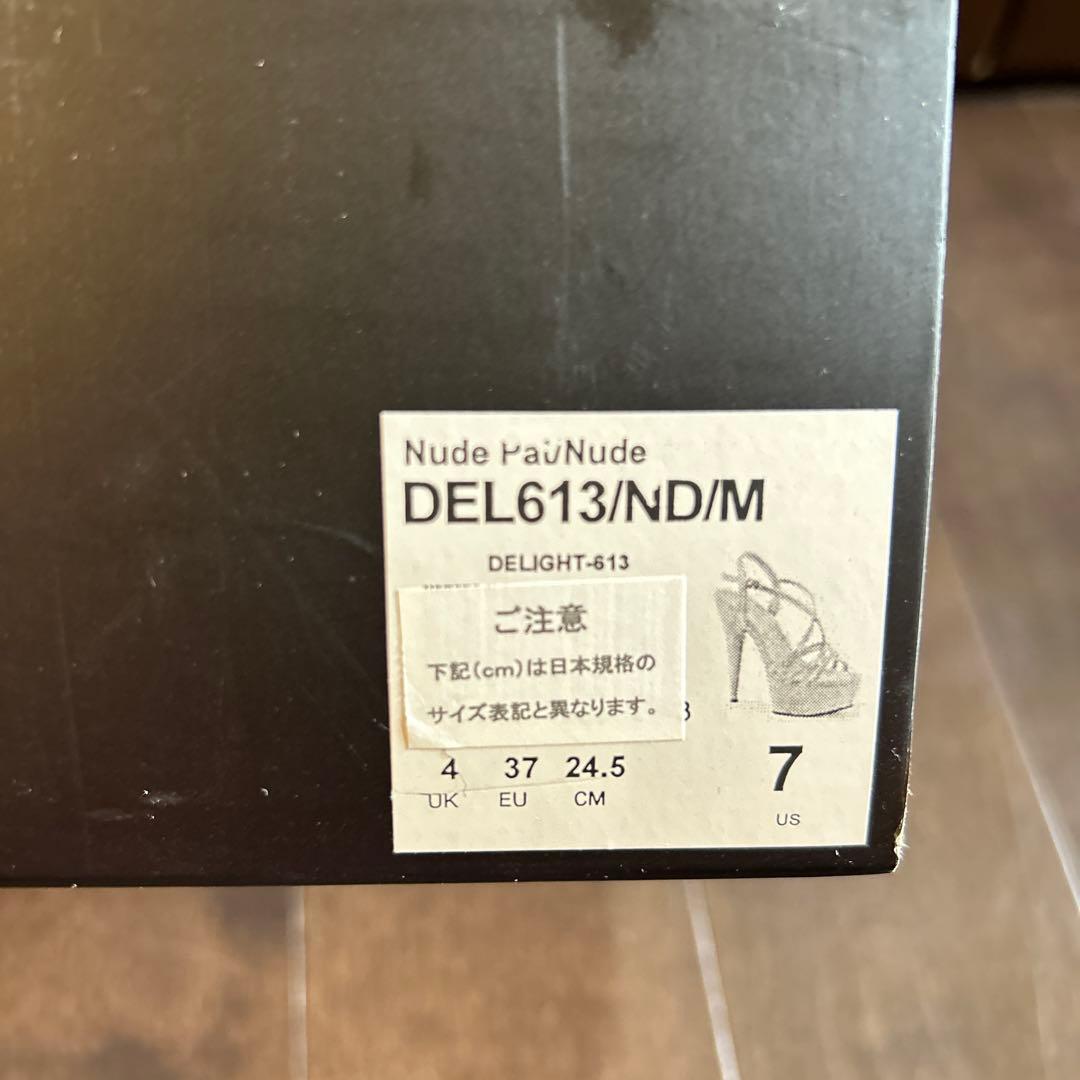 Nude Pat/Nude
DEL613/ND/M
DELIGHT-613
ご注意
下記(cm)は日本規格の
サイズ表記と異なります。
4 37 24.5 7
UK EU CM US